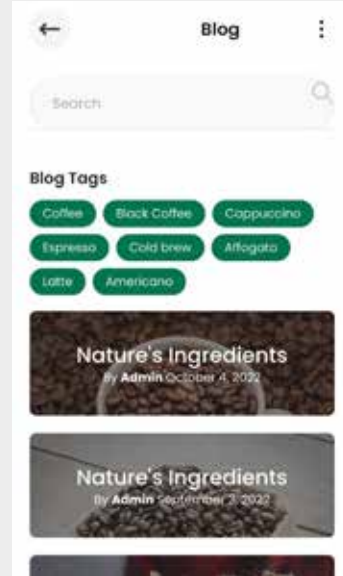 Blog
Search
Blog Tags
Coffee Black Coffee Cappuccino
Espresso Cold brew Affogato
Latte Americano
Nature's Ingredients
By Admin October 4, 2022
Nature's Ingredients
By Admin September 3, 2022